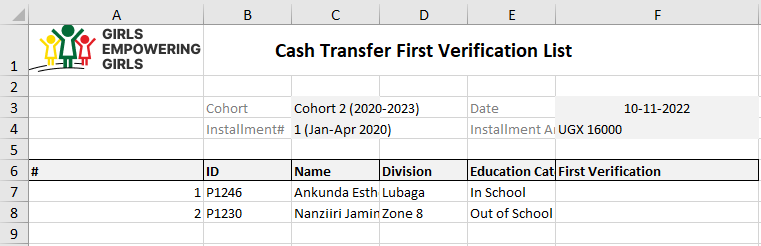 A B C D E F
GIRLS
EMPOWERING
GIRLS
1 Cash Transfer First Verification List
2
3 Cohort Cohort 2 (2020-2023) Date 10-11-2022
4 Installment# 1 (Jan-Apr 2020) Installment A UGX 16000
5
6 # ID Name Division Education Cat First Verification
7 1 P1246 Ankunda Esth Lubaga In School
8 2 P1230 Nanziiri Jamin Zone 8 Out of School
9